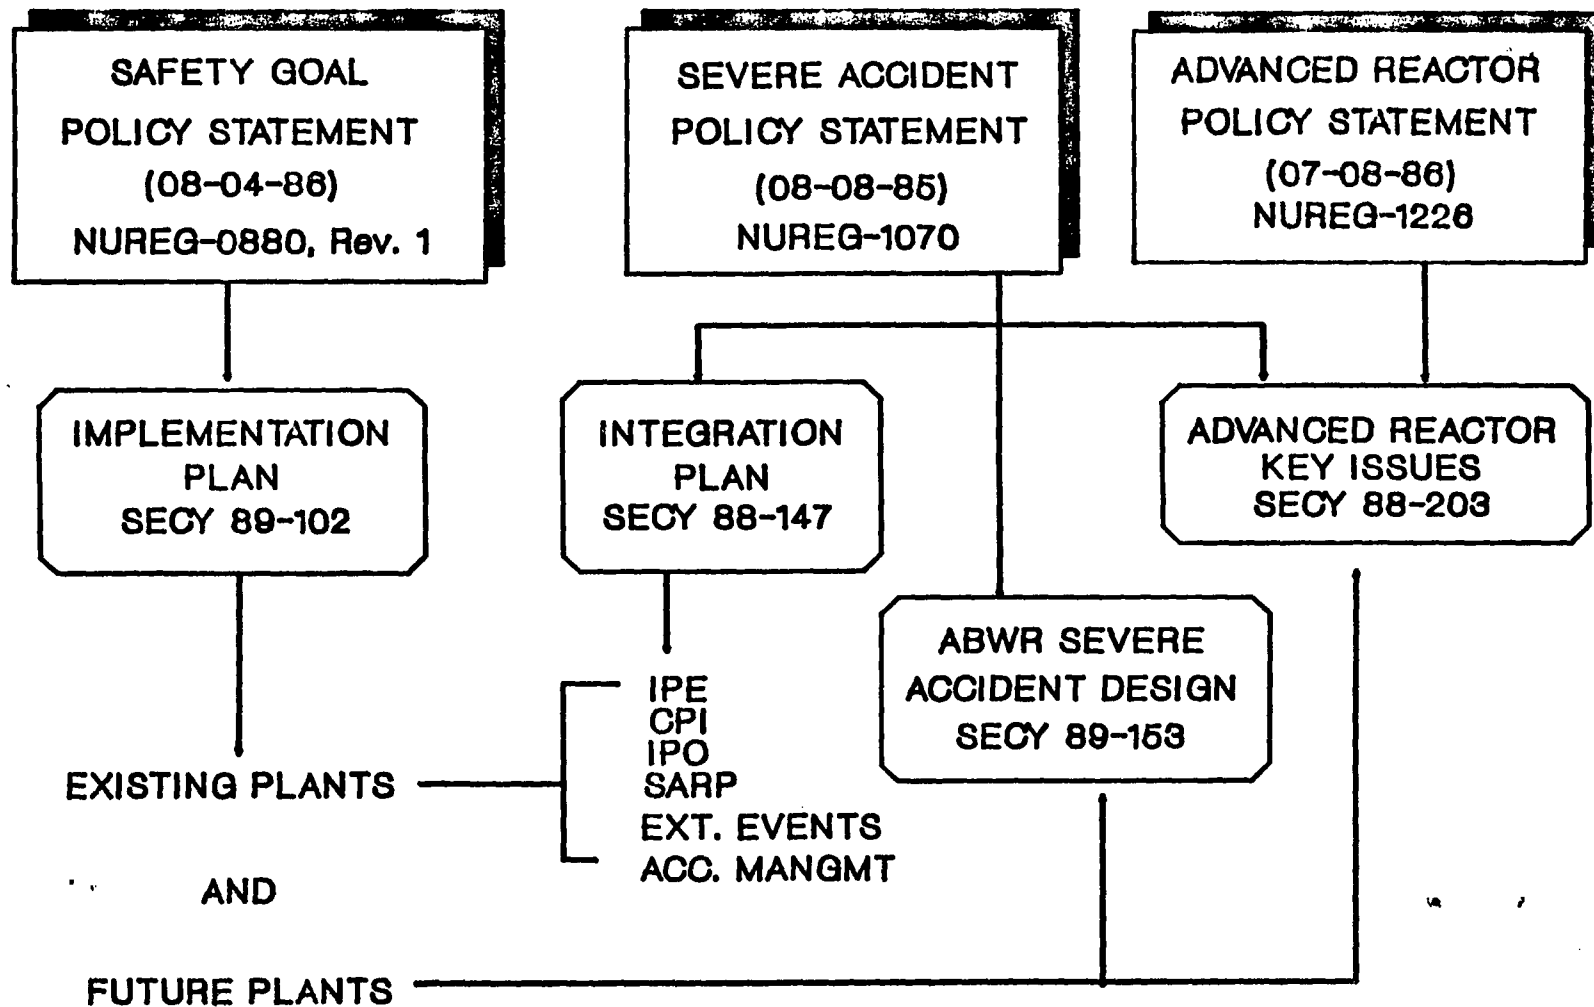 SAFETY GOAL
POLICY STATEMENT
(08-04-86)
NUREG-0880, Rev. 1
SEVERE ACCIDENT
POLICY STATEMENT
(08-08-85)
NUREG-1070
ADVANCED REACTOR
POLICY STATEMENT
(07-08-86)
NUREG-1226
IMPLEMENTATION
PLAN
SECY 89-102
INTEGRATION
PLAN
SECY 88-147
ADVANCED REACTOR
KEY ISSUES
SECY 88-203
ABWR SEVERE
ACCIDENT DESIGN
SECY 89-153
IPE
CPI
IPO
SARP
EXT. EVENTS
ACC. MANGMT
EXISTING PLANTS
AND
FUTURE PLANTS